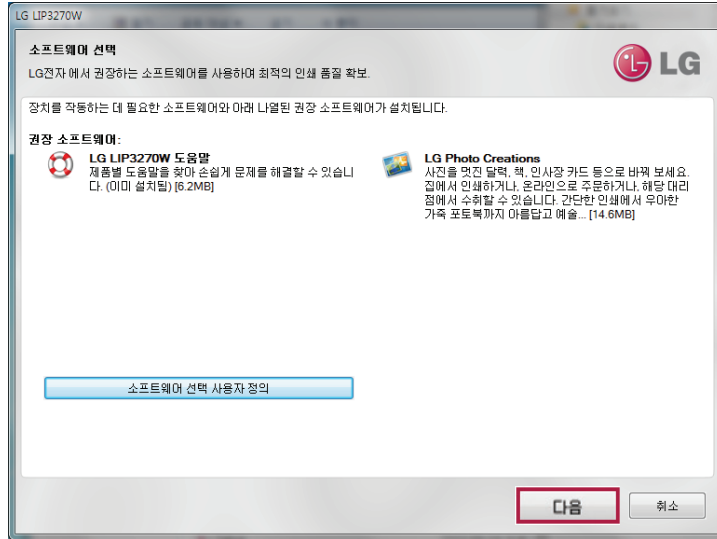 LG LIP3270W
소프트웨어 선택
LG전자 에서 권장하는 소프트웨어를 사용하여 최적의 인쇄 품질 확보.
LG
장치를 작동하는 데 필요한 소프트웨어와 아래 나열된 권장 소프트웨어가 설치됩니다.
권장 소프트웨어:
LG LIP3270W 도움말
제품별 도움말을 찾아 손쉽게 문제를 해결할 수 있습니
다. (이미 설치됨) [6.2MB]
LG Photo Creations
사진을 멋진 달력, 책, 인사장 카드 등으로 바꿔 보세요.
집에서 인쇄하거나, 온라인으로 주문하거나, 해당 대리
점에서 수취할 수 있습니다. 간단한 인쇄에서 우아한
가죽 포토북까지 아름답고 예술... [14.6MB]
소프트웨어 선택 사용자 정의
다음
취소